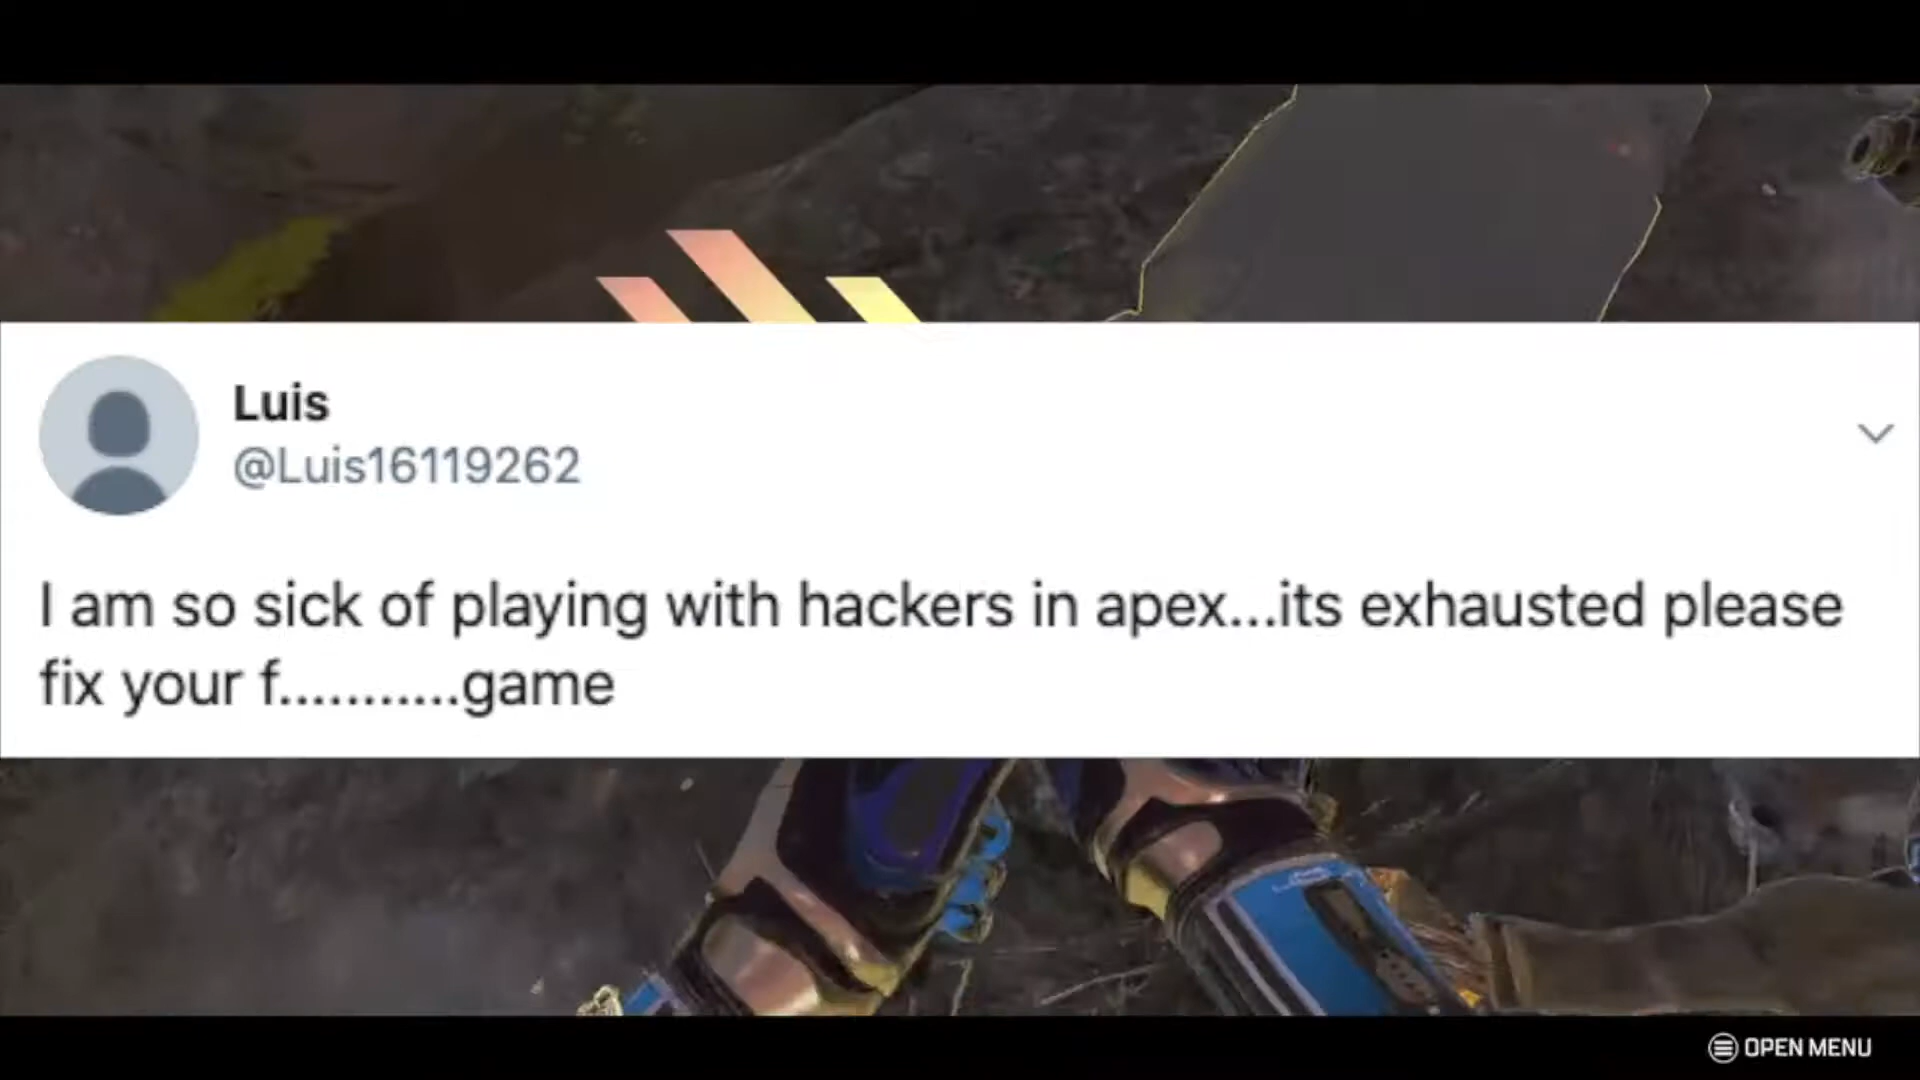 Luis
@Luis16119262
I am so sick of playing with hackers in apex...its exhausted please
fix your f...........game
OPEN MENU